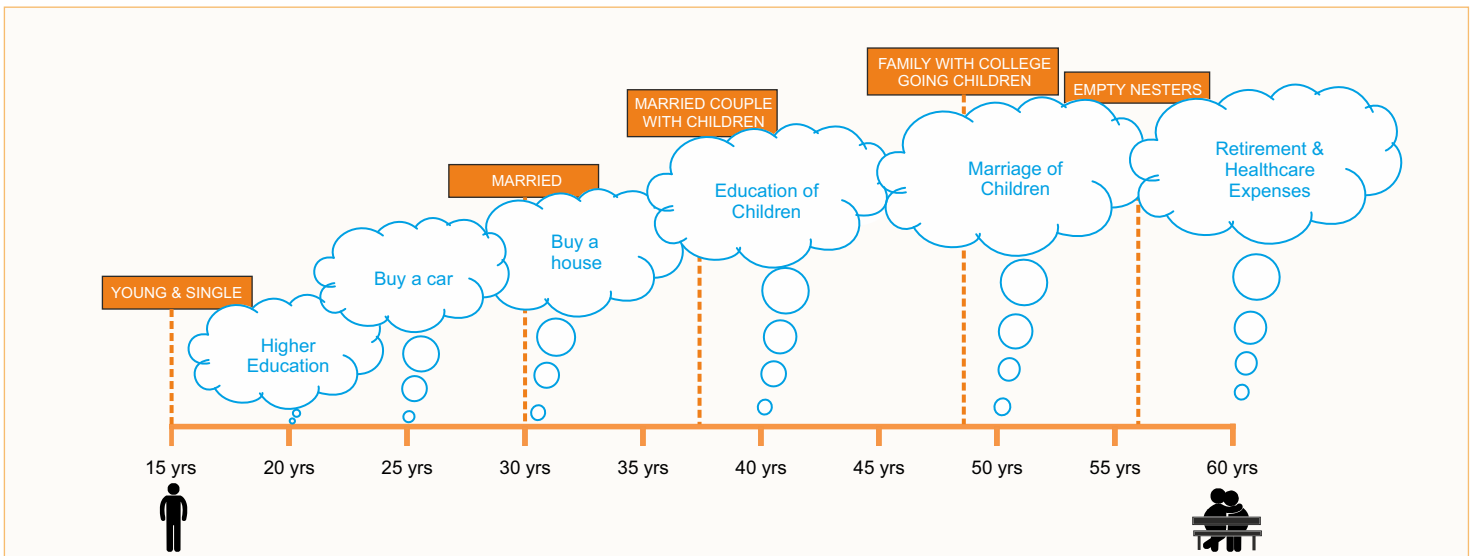 YOUNG & SINGLE
Higher
Education
Buy a car
MARRIED
Buy a
house
MARRIED COUPLE
WITH CHILDREN
Education of
Children
FAMILY WITH COLLEGE
GOING CHILDREN
Marriage of
Children
EMPTY NESTERS
Retirement &
Healthcare
Expenses
15 yrs 20 yrs 25 yrs 30 yrs 35 yrs 40 yrs 45 yrs 50 yrs 55 yrs 60 yrs